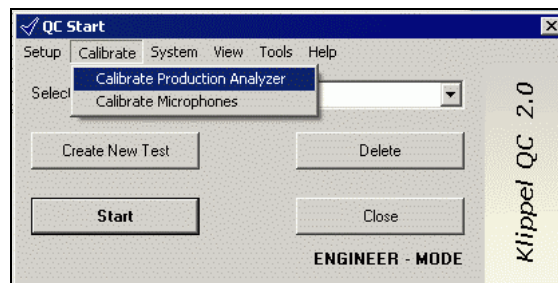 QC Start
Setup Calibrate System View Tools Help
Calibrate Production Analyzer
Select
Calibrate Microphones
Create New Test Delete
Start Close
ENGINEER - MODE
Klippel QC 2.0